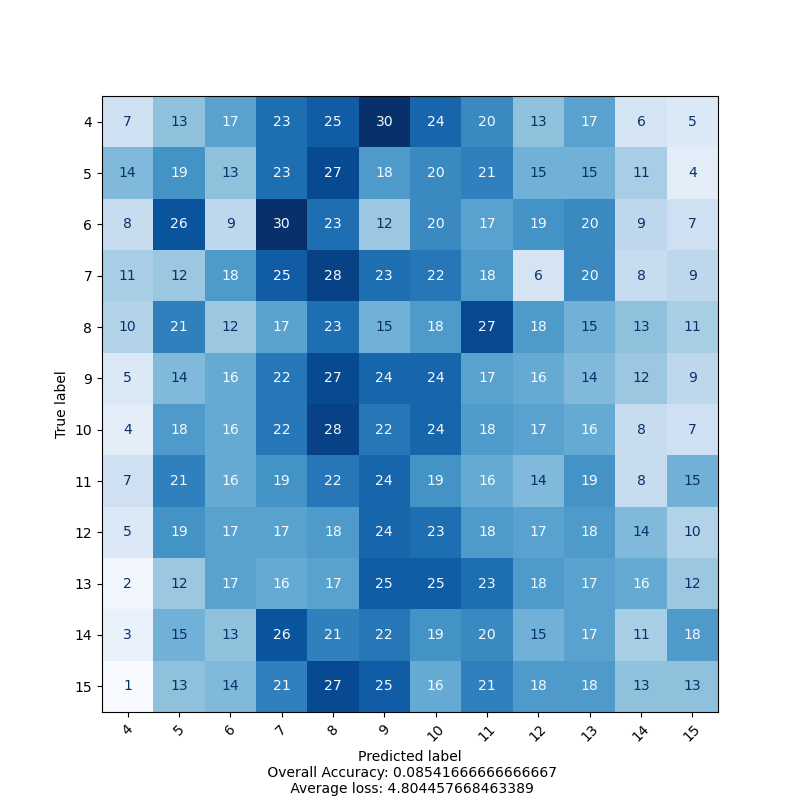 4 7 13 17 23 25 30 24 20 13 17 6 5
5 14 19 13 23 27 18 20 21 15 15 11 4
6 8 26 9 30 23 12 20 17 19 20 9 7
7 11 12 18 25 28 23 22 18 6 20 8 9
8 10 21 12 17 23 15 18 27 18 15 13 11
9 5 14 16 22 27 24 24 17 16 14 12 9
True label
10 4 18 16 22 28 22 24 18 17 16 8 7
11 7 21 16 19 22 24 19 16 14 19 8 15
12 5 19 17 17 18 24 23 18 17 18 14 10
13 2 12 17 16 17 25 25 23 18 17 16 12
14 3 15 13 26 21 22 19 20 15 17 11 18
15 1 13 14 21 27 25 16 21 18 18 13 13
4 5 6 7 8 9 10 11 12 13 14 15
Predicted label
Overall Accuracy: 0.08541666666666667
Average loss: 4.804457668463389